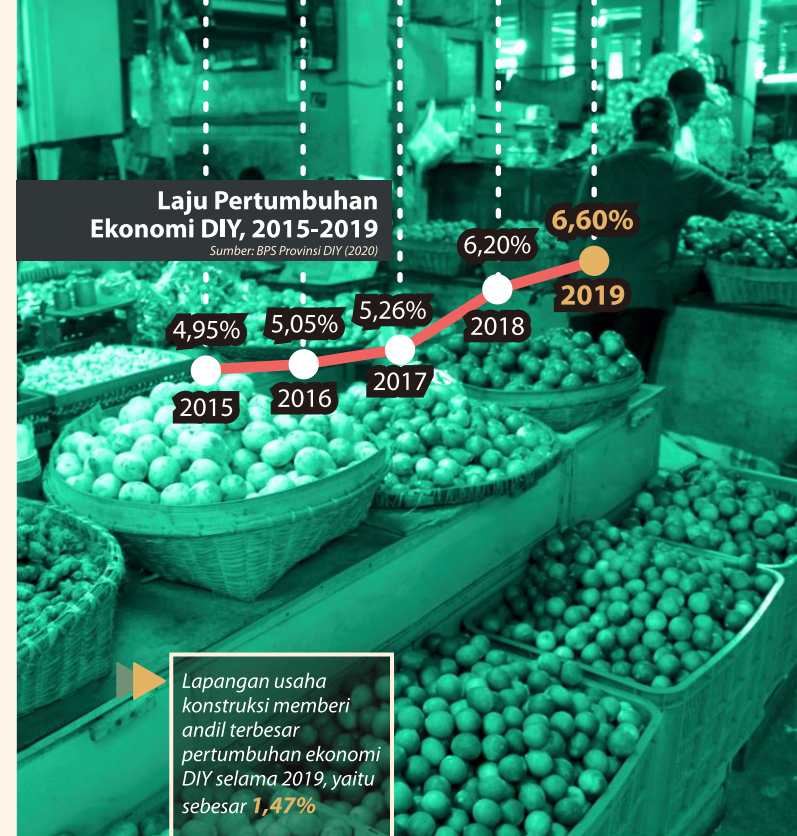 Laju Pertumbuhan
Ekonomi DIY, 2015-2019
Sumber: BPS Provinsi DIY (2020)
4,95%
5,05%
5,26%
6,20%
6,60%
2015
2016
2017
2018
2019
Lapangan usaha
konstruksi memberi
andil terbesar
pertumbuhan ekonomi
DIY selama 2019, yaitu
sebesar 1,47%